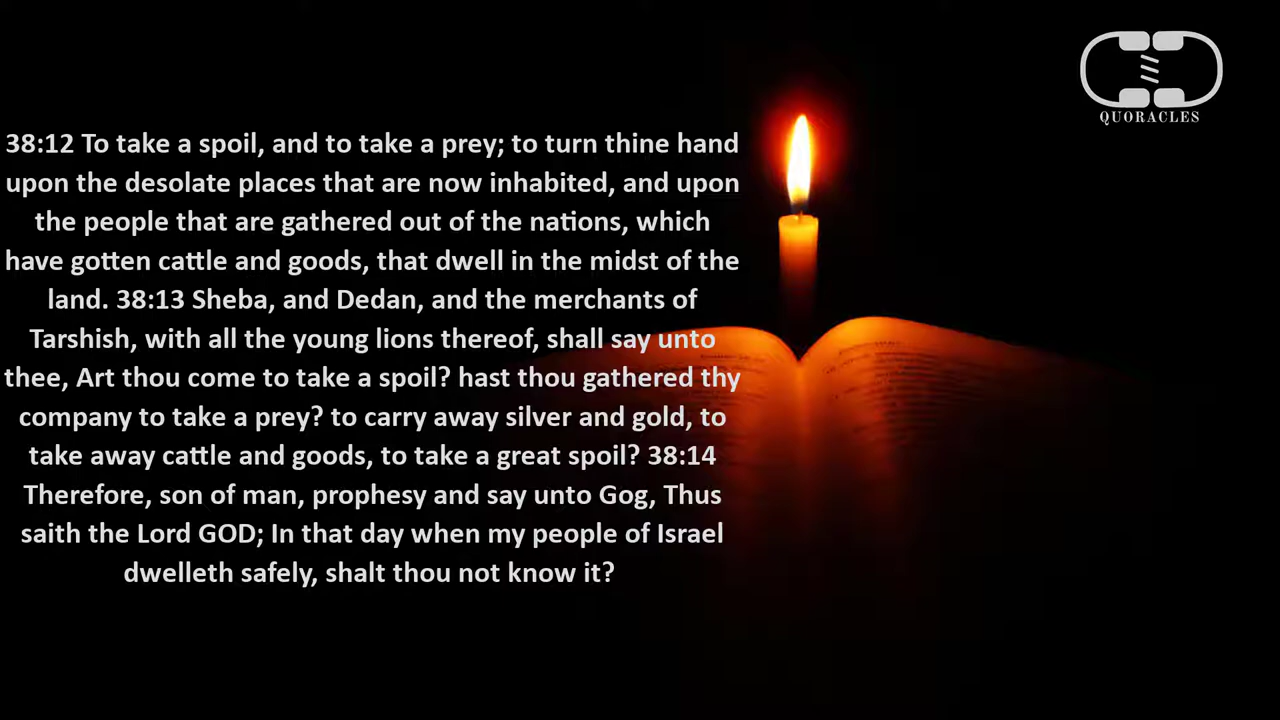 QUORACLES
38:12 To take a spoil, and to take a prey; to turn thine hand
upon the desolate places that are now inhabited, and upon
the people that are gathered out of the nations, which
have gotten cattle and goods, that dwell in the midst of the
land. 38:13 Sheba, and Dedan, and the merchants of
Tarshish, with all the young lions thereof, shall say unto
thee, Art thou come to take a spoil? hast thou gathered thy
company to take a prey? to carry away silver and gold, to
take away cattle and goods, to take a great spoil? 38:14
Therefore, son of man, prophesy and say unto Gog, Thus
saith the Lord GOD; In that day when my people of Israel
dwelleth safely, shalt thou not know it?